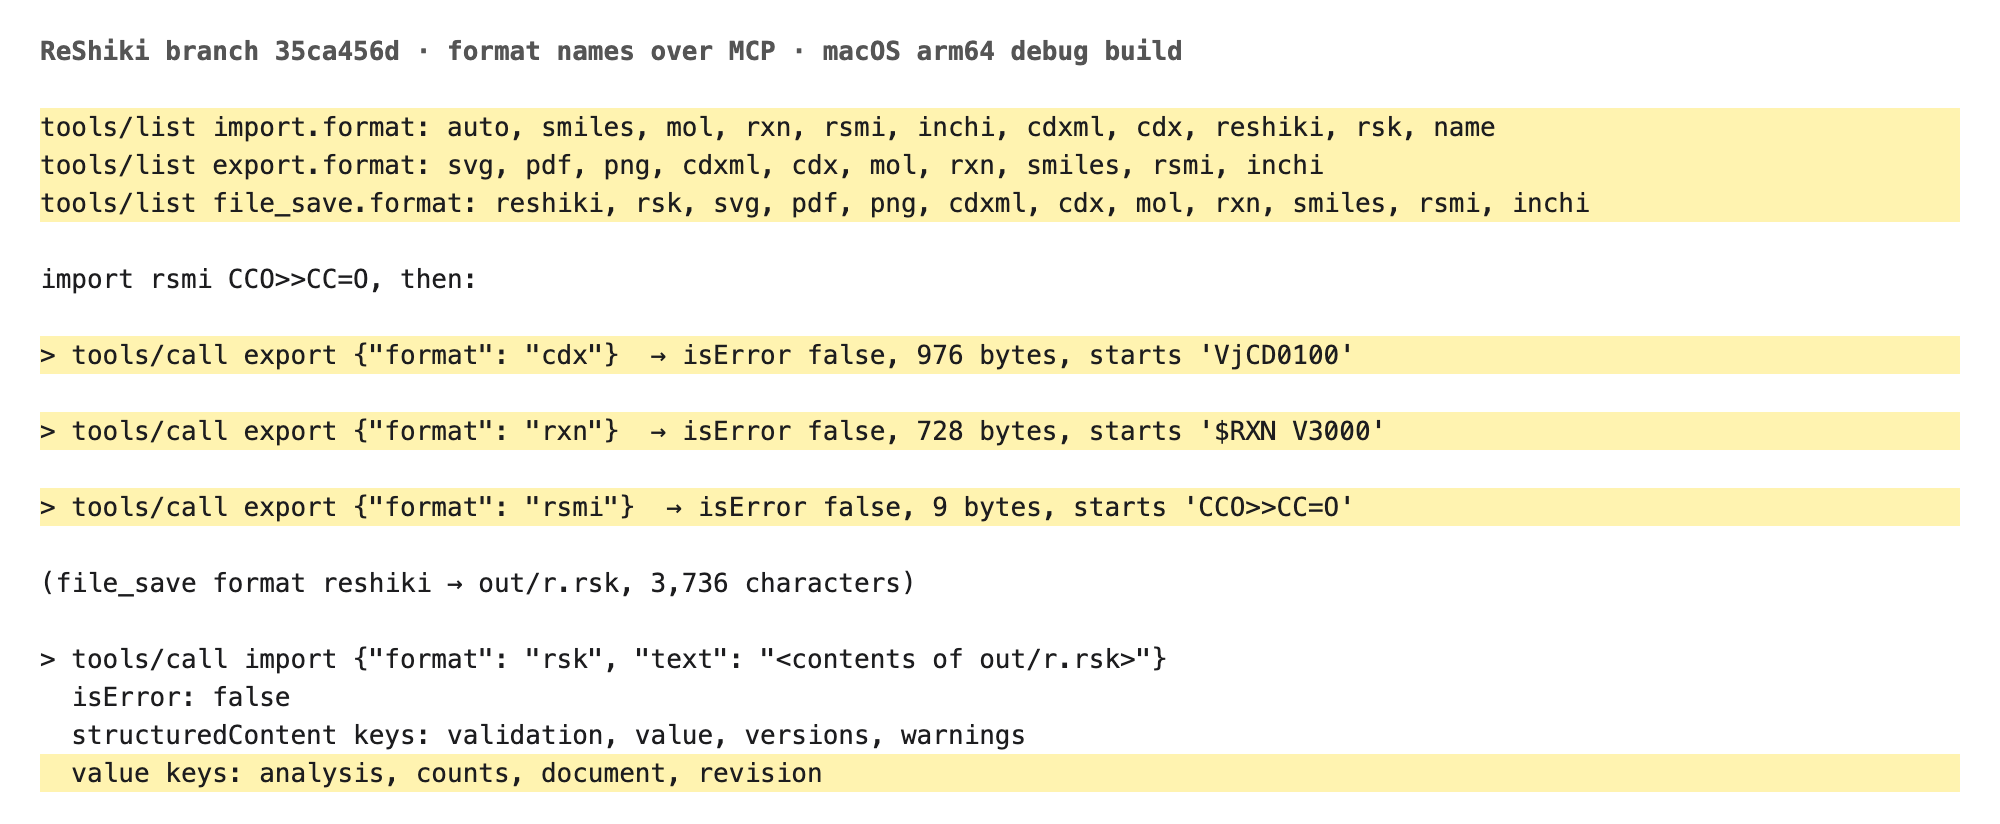 ReShiki branch 35ca456d · format names over MCP · macOS arm64 debug build
tools/list import.format: auto, smiles, mol, rxn, rsmi, inchi, cdxml, cdx, reshiki, rsk, name
tools/list export.format: svg, pdf, png, cdxml, cdx, mol, rxn, smiles, rsmi, inchi
tools/list file_save.format: reshiki, rsk, svg, pdf, png, cdxml, cdx, mol, rxn, smiles, rsmi, inchi
import rsmi CCO>>CC=O, then:
> tools/call export {"format": "cdx"}  → isError false, 976 bytes, starts 'VjCD0100'
> tools/call export {"format": "rxn"}  → isError false, 728 bytes, starts '$RXN V3000'
> tools/call export {"format": "rsmi"}  → isError false, 9 bytes, starts 'CCO>>CC=O'
(file_save format reshiki → out/r.rsk, 3,736 characters)
> tools/call import {"format": "rsk", "text": "<contents of out/r.rsk>"}
  isError: false
  structuredContent keys: validation, value, versions, warnings
  value keys: analysis, counts, document, revision